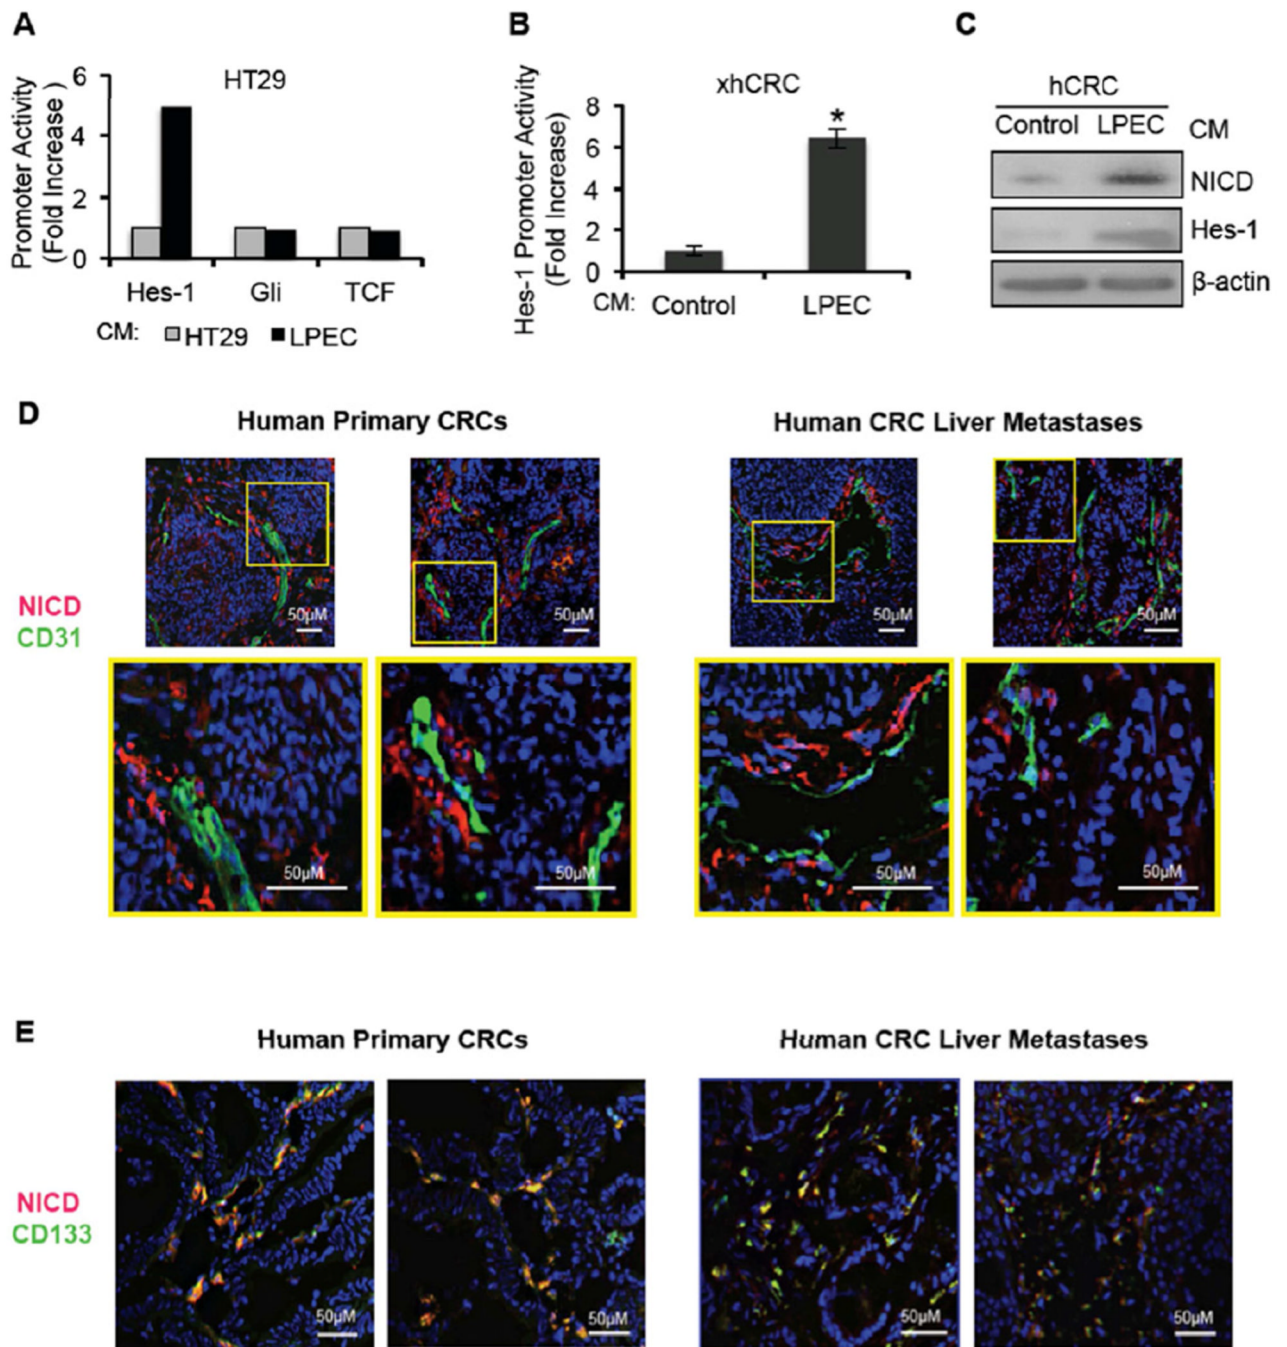 A
HT29
Promoter Activity
(Fold Increase )
6
4
2
0
Hes-1 Gli TCF
CM: HT29 LPEC
B
xhCRC
Hes-1 Promoter Activity
(Fold Increase)
8
6
4
2
0
*
CM: Control LPEC
C
hCRC
Control LPEC CM
NICD
Hes-1
β-actin
D
Human Primary CRCs
Human CRC Liver Metastases
NICD
CD31
50µM 50µM 50µM 50µM
50µM 50µM 50µM 50µM
E
Human Primary CRCs
Human CRC Liver Metastases
NICD
CD133
50µM 50µM 50µM 50µM